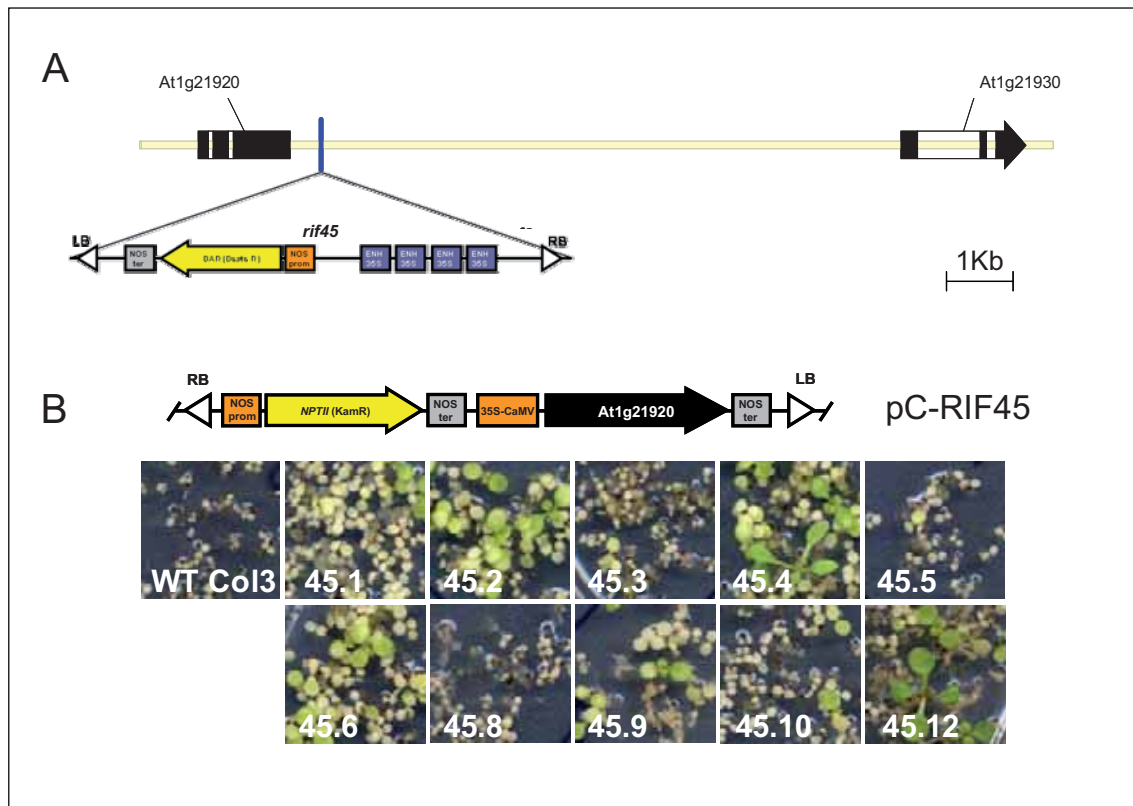 A
At1g21920
At1g21930
rif45
LB
RB
NOS ter
NOS prom
ENH 35S
ENH 35S
ENH 35S
ENH 35S
1Kb
B
RB
LB
NOS prom
NPTII (KamR)
NOS ter
35S-CaMV
At1g21920
NOS ter
pC-RIF45
WT Col3
45.1
45.2
45.3
45.4
45.5
45.6
45.8
45.9
45.10
45.12